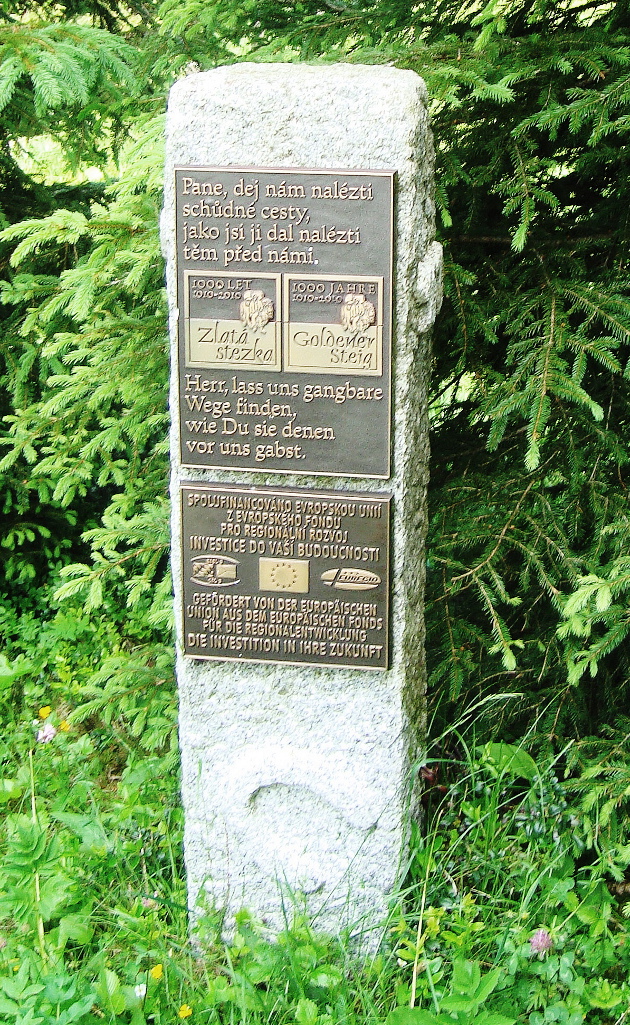 Pane, dej nám nalézti
schůdné cesty,
jako jsi ji dal nalézti
těm před námi.
1000 LET
1010-2010
Zlatá
stezka
1000 JAHRE
1010-2010
Goldener
Steig
Herr, lass uns gangbare
Wege finden,
wie Du sie denen
vor uns gabst.
SPOLUFINANCOVÁNO EVROPSKOU UNIÍ
Z EVROPSKÉHO FONDU
PRO REGIONÁLNÍ ROZVOJ
INVESTICE DO VAŠÍ BUDOUCNOSTI
EUREGIO
GEFÖRDERT VON DER EUROPÄISCHEN
UNION AUS DEM EUROPÄISCHEN FONDS
FÜR DIE REGIONALENTWICKLUNG
DIE INVESTITION IN IHRE ZUKUNFT